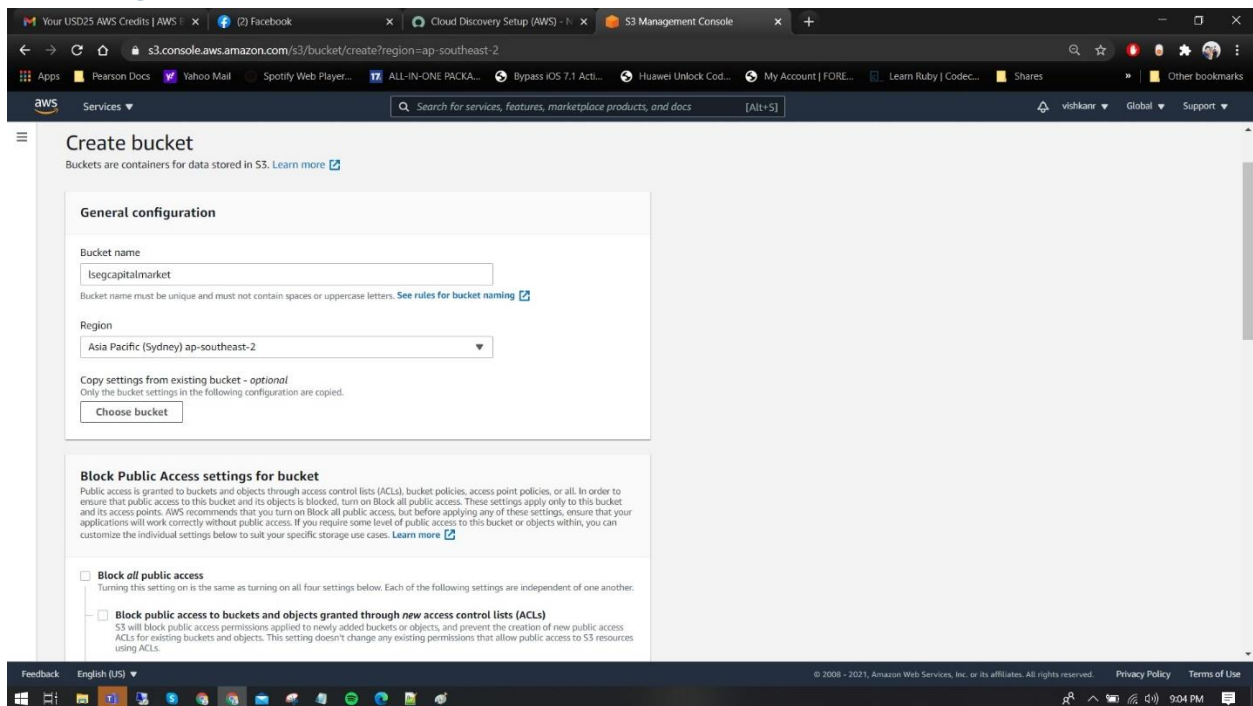 Your USD25 AWS Credits | AWS
(2) Facebook
Cloud Discovery Setup (AWS) - N
S3 Management Console
s3.console.aws.amazon.com/s3/bucket/create?region=ap-southeast-2
Apps
Pearson Docs
Yahoo Mail
Spotify Web Player...
ALL-IN-ONE PACKA...
Bypass iOS 7.1 Acti...
Huawei Unlock Cod...
My Account | FORE...
Learn Ruby | Codec...
Shares
»
Other bookmarks
aws
Services ▼
Search for services, features, marketplace products, and docs
[Alt+S]
vishkanr ▼
Global ▼
Support ▼
Create bucket
Buckets are containers for data stored in S3. Learn more
General configuration
Bucket name
lsegcapitalmarket
Bucket name must be unique and must not contain spaces or uppercase letters. See rules for bucket naming
Region
Asia Pacific (Sydney) ap-southeast-2
Copy settings from existing bucket - optional
Only the bucket settings in the following configuration are copied.
Choose bucket
Block Public Access settings for bucket
Public access is granted to buckets and objects through access control lists (ACLs), bucket policies, access point policies, or all. In order to
ensure that public access to this bucket and its objects is blocked, turn on Block all public access. These settings apply only to this bucket
and its access points. AWS recommends that you turn on Block all public access, but before applying any of these settings, ensure that your
applications will work correctly without public access. If you require some level of public access to this bucket or objects within, you can
customize the individual settings below to suit your specific storage use cases. Learn more
Block all public access
Turning this setting on is the same as turning on all four settings below. Each of the following settings are independent of one another.
Block public access to buckets and objects granted through new access control lists (ACLs)
S3 will block public access permissions applied to newly added buckets or objects, and prevent the creation of new public access
ACLs for existing buckets and objects. This setting doesn't change any existing permissions that allow public access to S3 resources
using ACLs.
Feedback
English (US) ▼
© 2008 - 2021, Amazon Web Services, Inc. or its affiliates. All rights reserved.
Privacy Policy
Terms of Use
9:04 PM